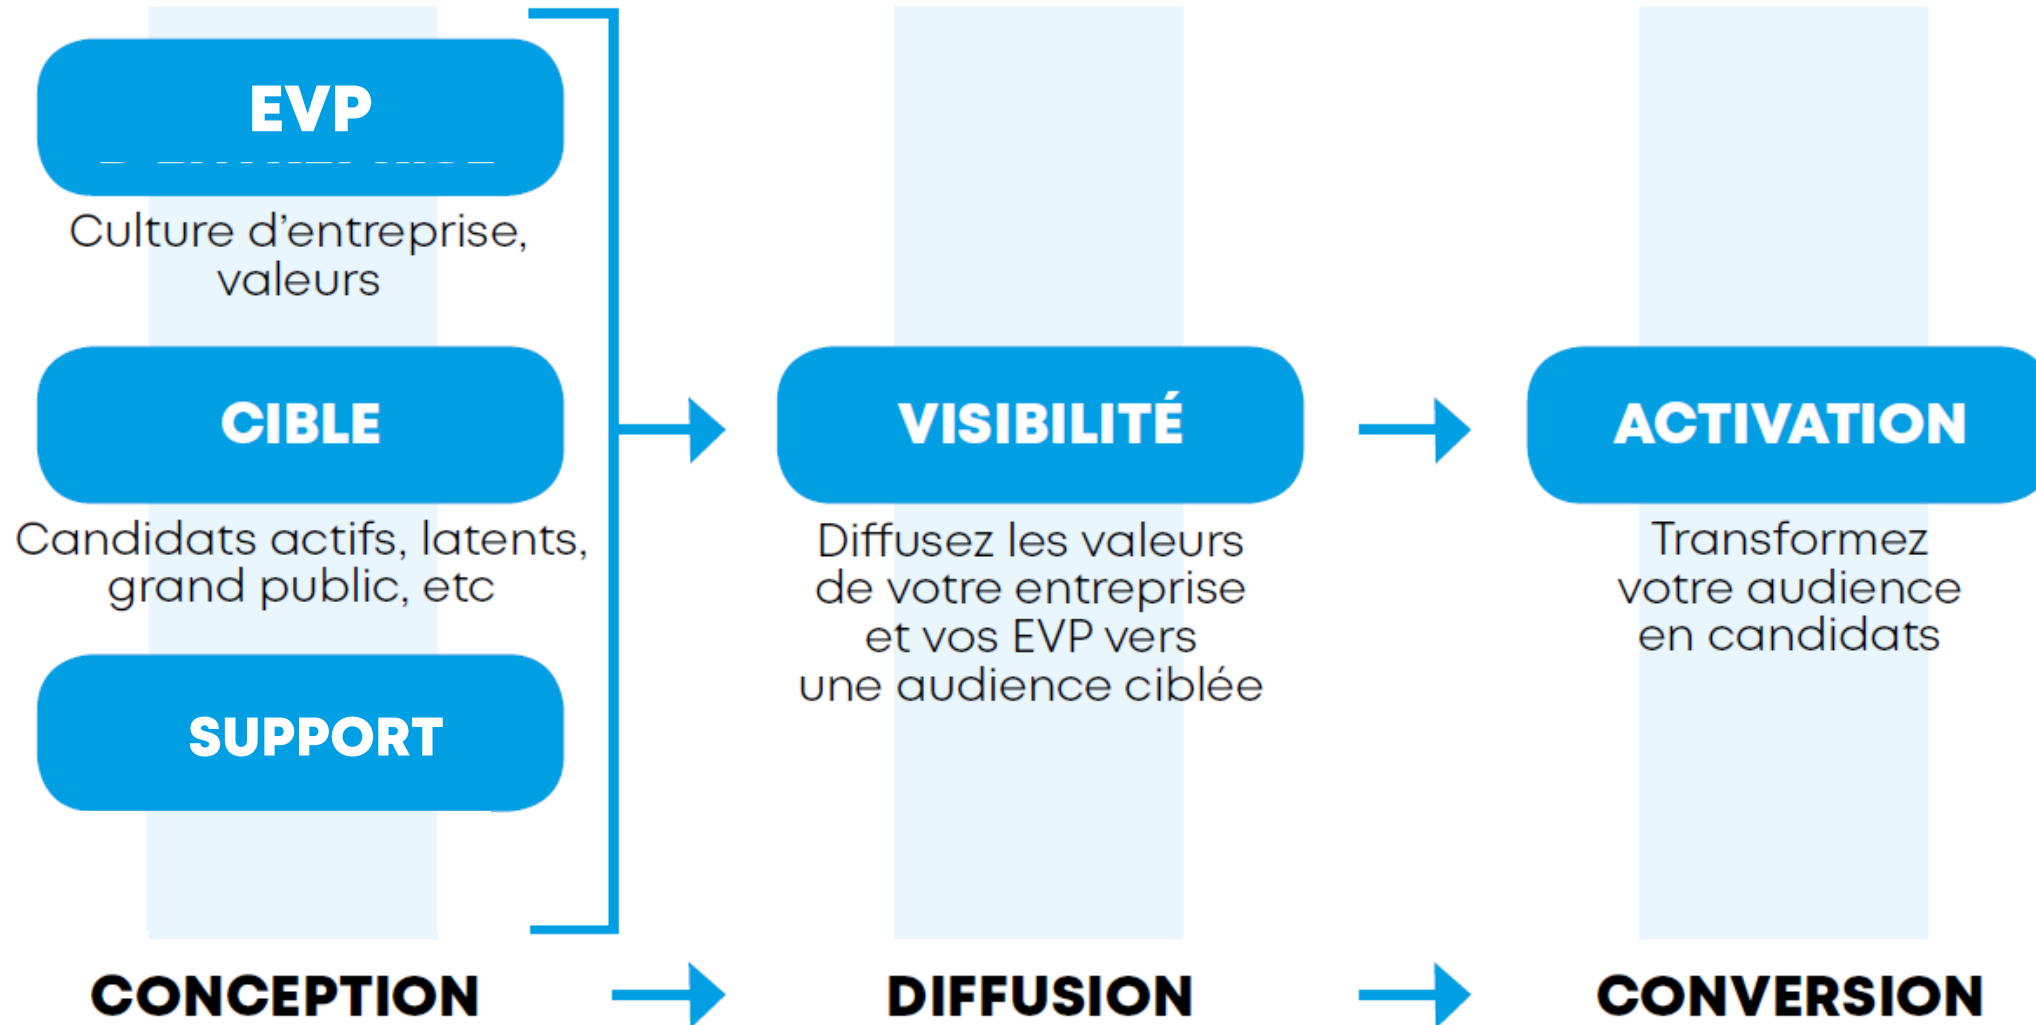 EVP
Culture d’entreprise,
valeurs
CIBLE
Candidats actifs, latents,
grand public, etc
SUPPORT
CONCEPTION
VISIBILITÉ
Diffusez les valeurs
de votre entreprise
et vos EVP vers
une audience ciblée
DIFFUSION
ACTIVATION
Transformez
votre audience
en candidats
CONVERSION